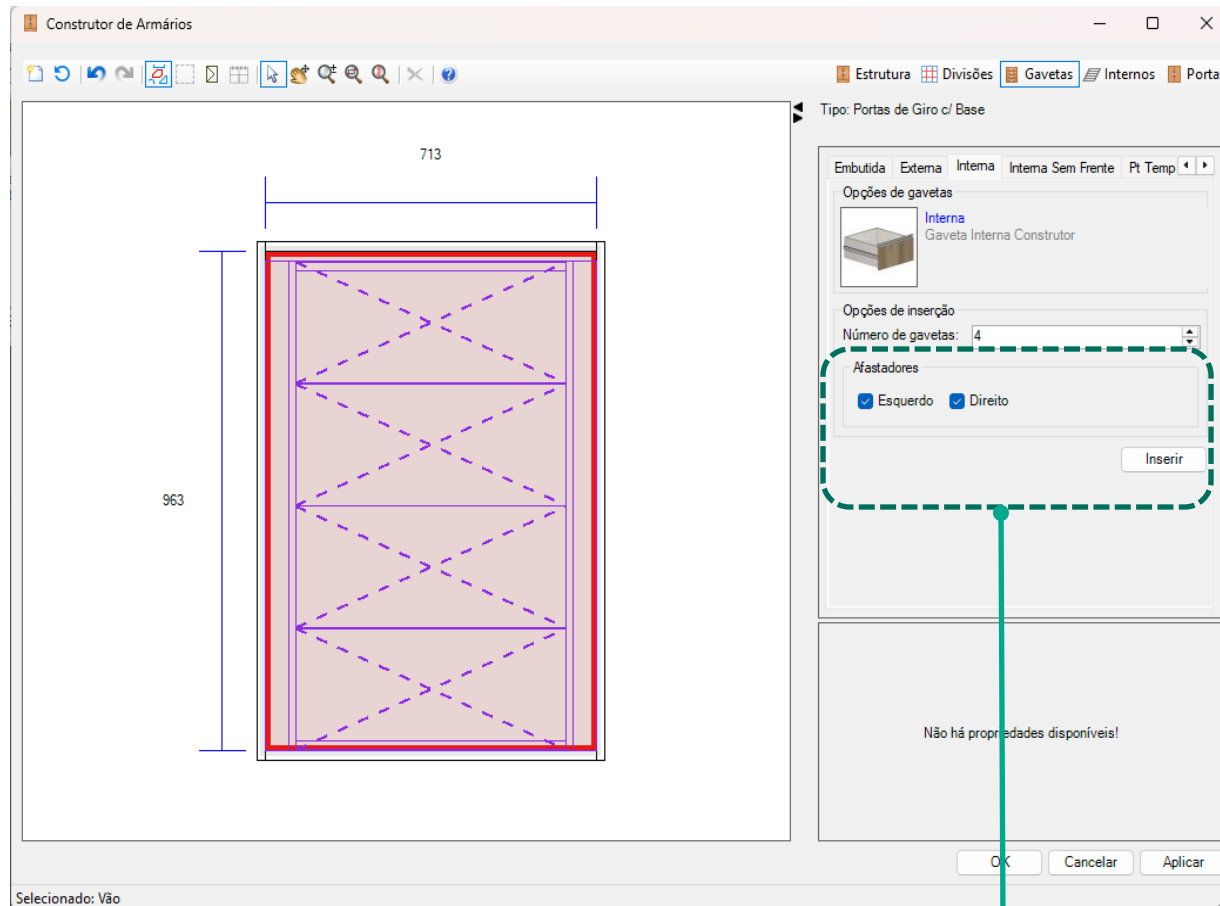 Construtor de Armários
Estrutura Divisões Gavetas Internos Porta
Tipo: Portas de Giro c/ Base
713
963
Embutida Externa Interna Interna Sem Frente Pt Temp
Opções de gavetas
Interna
Gaveta Interna Construtor
Opções de inserção
Número de gavetas: 4
Afastadores
Esquerdo Direito
Inserir
Não há propriedades disponíveis!
OK Cancelar Aplicar
Selecionado: Vão